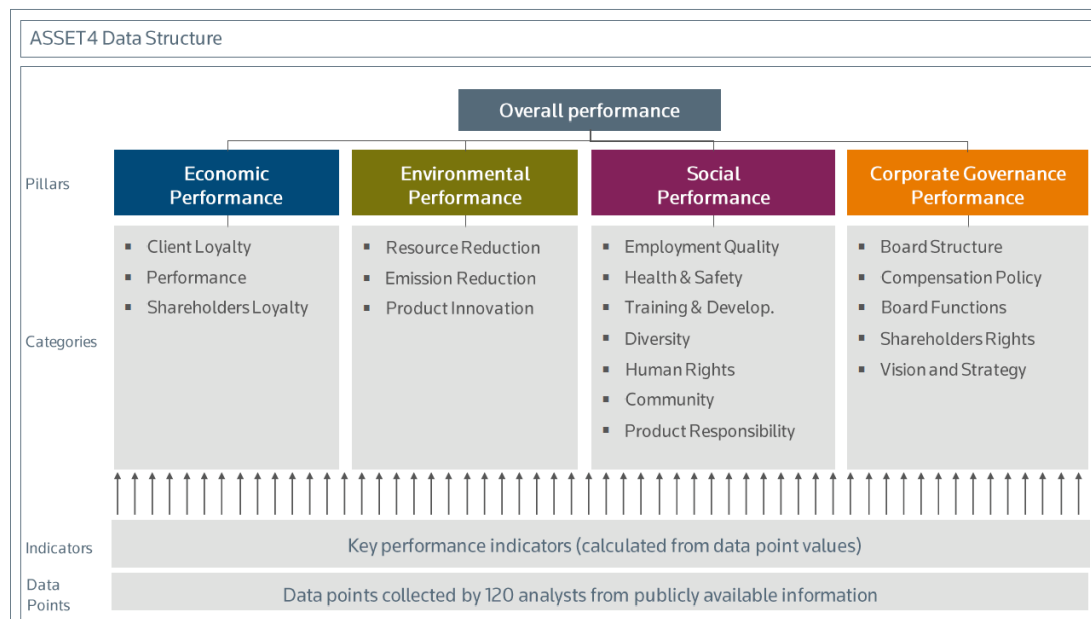 ASSET4 Data Structure
Overall performance
Pillars
Economic
Performance
Environmental
Performance
Social
Performance
Corporate Governance
Performance
Categories
▪ Client Loyalty
▪ Performance
▪ Shareholders Loyalty
▪ Resource Reduction
▪ Emission Reduction
▪ Product Innovation
▪ Employment Quality
▪ Health & Safety
▪ Training & Develop.
▪ Diversity
▪ Human Rights
▪ Community
▪ Product Responsibility
▪ Board Structure
▪ Compensation Policy
▪ Board Functions
▪ Shareholders Rights
▪ Vision and Strategy
Indicators
Key performance indicators (calculated from data point values)
Data
Points
Data points collected by 120 analysts from publicly available information